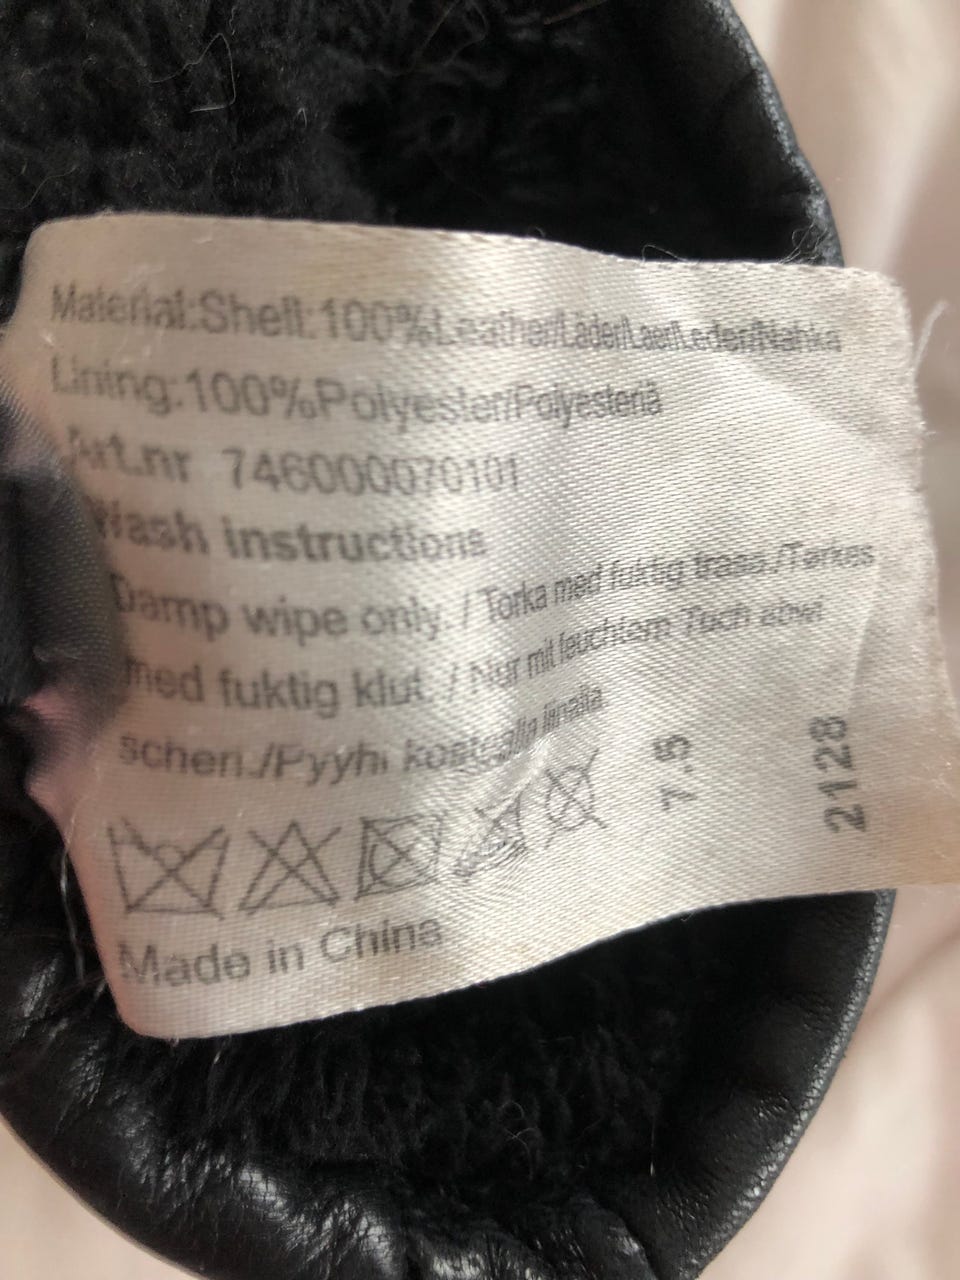 Material:Shell:100%Leather/Läder/Laer/Leder/Nahka
Lining:100%Polyester/Polyesteriä
Art.nr 746000070101
Wash instructions
Damp wipe only. / Torka med fuktig trasa./Tørkes
med fuktig klut. / Nur mit feuchtem Tuch abwi
schen./Pyyhi kostealla liinalla
7.5
2128
Made in China